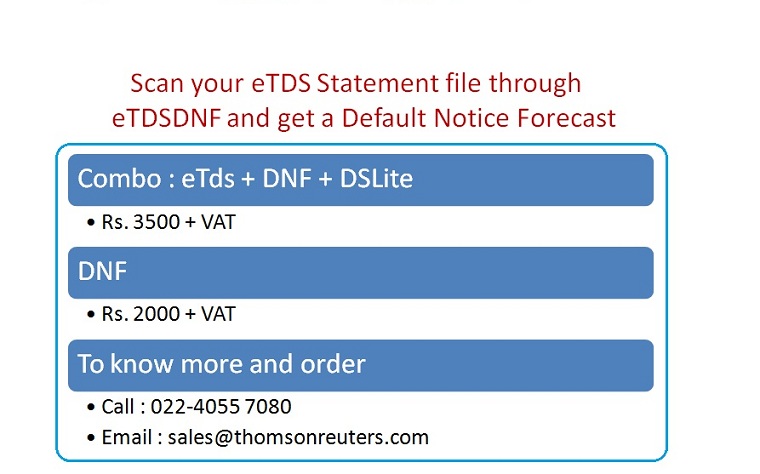 Scan your eTDS Statement file through
eTDSDNF and get a Default Notice Forecast
Combo : eTds + DNF + DSLite
• Rs. 3500 + VAT
DNF
• Rs. 2000 + VAT
To know more and order
• Call : 022-4055 7080
• Email : sales@thomsonreuters.com